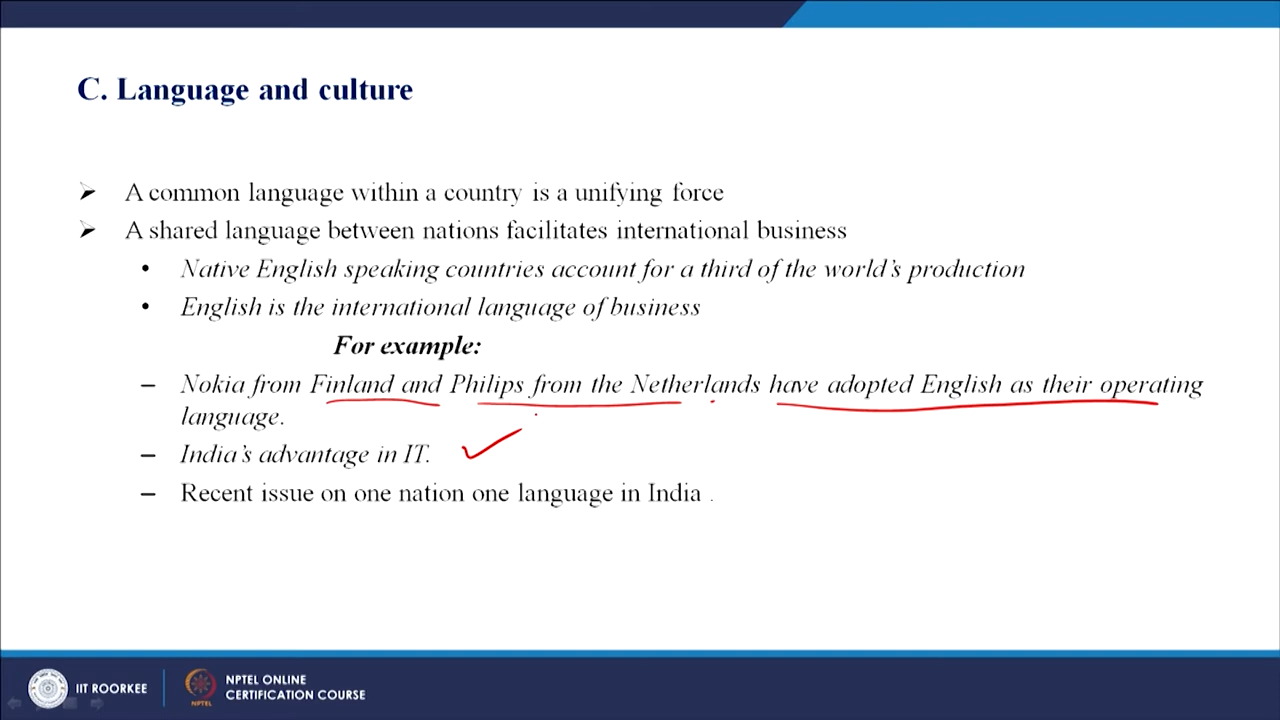 C. Language and culture
➢ A common language within a country is a unifying force
➢ A shared language between nations facilitates international business
• Native English speaking countries account for a third of the world's production
• English is the international language of business
For example:
– Nokia from Finland and Philips from the Netherlands have adopted English as their operating
language.
– India's advantage in IT.
– Recent issue on one nation one language in India .
IIT ROORKEE
NPTEL ONLINE
CERTIFICATION COURSE
NPTEL